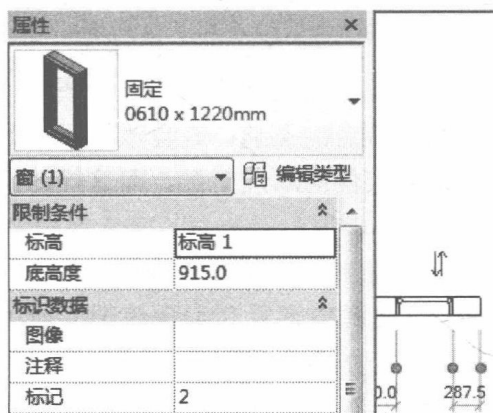 属性
固定
0610 x 1220mm
窗 (1)
编辑类型
限制条件
标高 标高 1
底高度 915.0
标识数据
图像
注释
标记 2
0.0 287.5